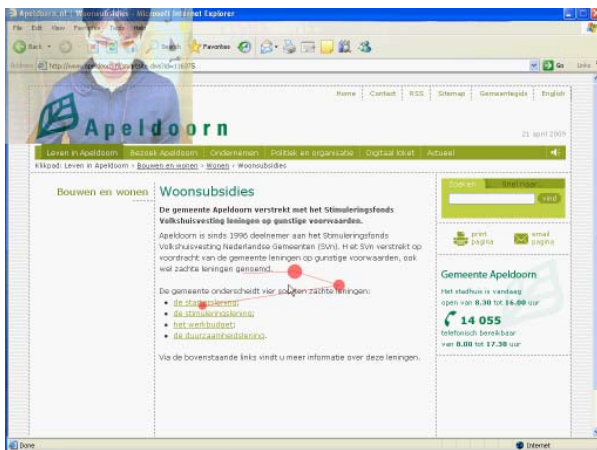 Apeldoorn.nl | Woonsubsidies - Microsoft Internet Explorer
File Edit View Favorites Tools Help
Back Search Favorites
Address Go Links
Home Contact RSS Sitemap Gemeentegids English
Apeldoorn
21 april 2009
Leven in Apeldoorn Bezoek Apeldoorn Ondernemen Politiek en organisatie Digitaal loket Actueel
Klikpad: Leven in Apeldoorn > Bouwen en wonen > Wonen > Woonsubsidies
Bouwen en wonen
Woonsubsidies
De gemeente Apeldoorn verstrekt met het Stimuleringsfonds
Volkshuisvesting leningen op gunstige voorwaarden.
Apeldoorn is sinds 1996 deelnemer aan het Stimuleringsfonds
Volkshuisvesting Nederlandse Gemeenten (SVn). Het SVn verstrekt op
voordracht van de gemeente leningen op gunstige voorwaarden, ook
wel zachte leningen genoemd.
De gemeente onderscheidt vier soorten zachte leningen:
de starterslening;
de stimuleringslening;
het werkbudget;
de duurzaamheidslening.
Via de bovenstaande links vindt u meer informatie over deze leningen.
Zoeken Snel naar...
vind
print
pagina
email
pagina
Gemeente Apeldoorn
Het stadhuis is vandaag
open van 8.30 tot 16.00 uur
14 055
telefonisch bereikbaar
van 8.00 tot 17.30 uur
Done Internet